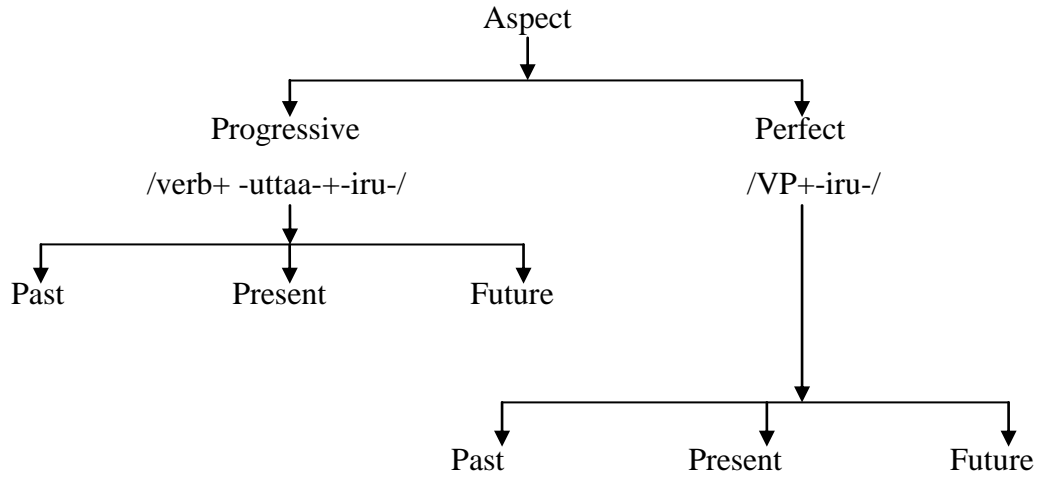 Aspect
Progressive Perfect
/verb+ -uttaa-+-iru-/ /VP+-iru-/
Past Present Future
Past Present Future